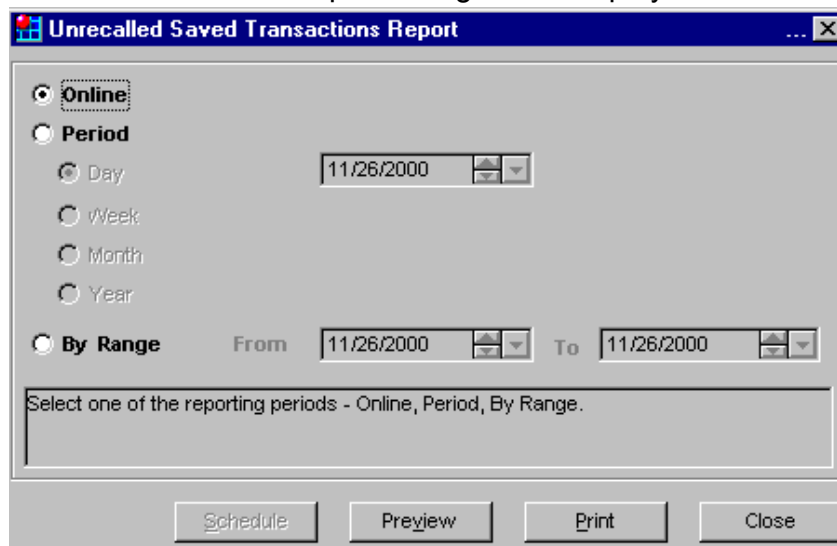 Unrecalled Saved Transactions Report ...
Online
Period
Day 11/26/2000
Week
Month
Year
By Range From 11/26/2000 To 11/26/2000
Select one of the reporting periods - Online, Period, By Range.
Schedule Preview Print Close